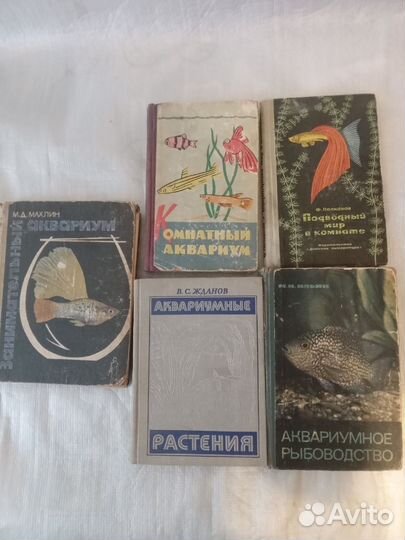 М.Д. МАХЛИН
ЗАНИМАТЕЛЬНЫЙ
АКВАРИУМ
КОМНАТНЫЙ
АКВАРИУМ
Ф. Полканов
Подводный
мир
в комнате
В. С. ЖДАНОВ
АКВАРИУМНЫЕ
РАСТЕНИЯ
АКВАРИУМНОЕ
РЫБОВОДСТВО
Avito